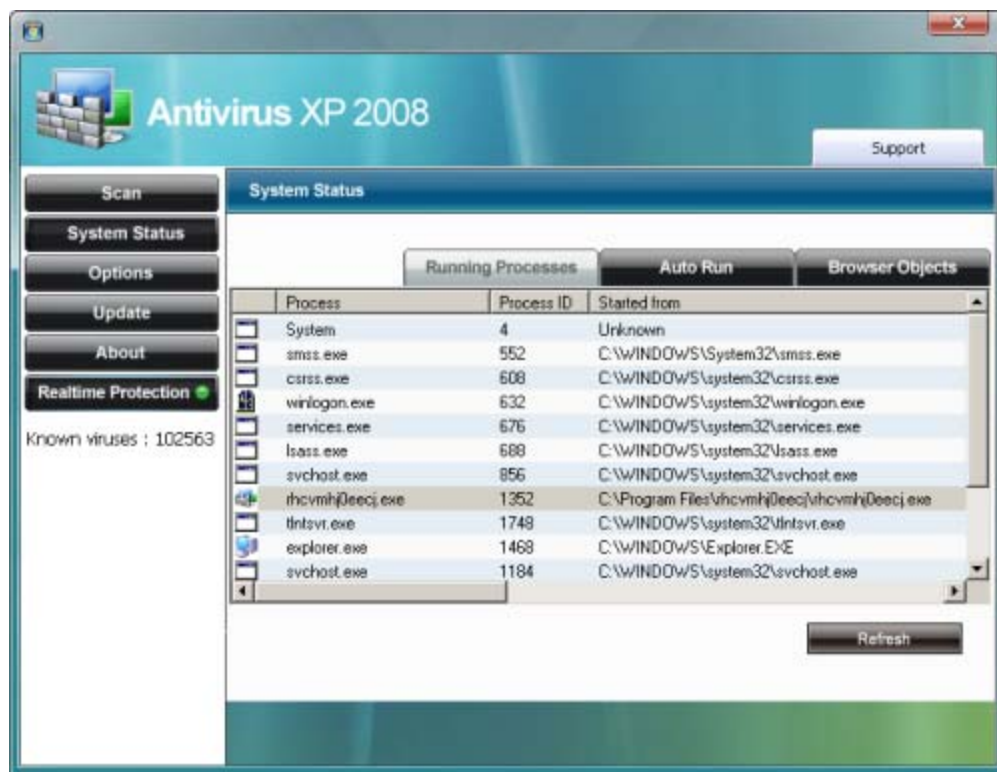 Antivirus XP 2008
Support
Scan
System Status
Options
Update
About
Realtime Protection
Known viruses : 102563
System Status
Running Processes Auto Run Browser Objects
Process Process ID Started from
System 4 Unknown
smss.exe 552 C:\WINDOWS\System32\smss.exe
csrss.exe 608 C:\WINDOWS\system32\csrss.exe
winlogon.exe 632 C:\WINDOWS\system32\winlogon.exe
services.exe 676 C:\WINDOWS\system32\services.exe
lsass.exe 688 C:\WINDOWS\system32\lsass.exe
svchost.exe 856 C:\WINDOWS\system32\svchost.exe
rhcvmhj0eecj.exe 1352 C:\Program Files\rhcvmhj0eecj\rhcvmhj0eecj.exe
tlntsvr.exe 1748 C:\WINDOWS\system32\tlntsvr.exe
explorer.exe 1468 C:\WINDOWS\Explorer.EXE
svchost.exe 1184 C:\WINDOWS\system32\svchost.exe
Refresh